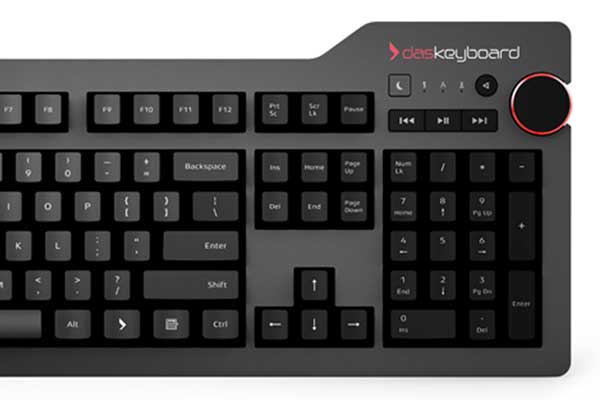 daskeyboard
F7 F8 F9 F10 F11 F12 Prt Sc Scr Lk Pause
( 9 ) 0 _ - + = Backspace Ins Home Page Up Num Lk / * -
I O P { [ } ] | \ Del End Page Down 7 Home 8 ↑ 9 Pg Up +
K L : ; " ' Enter 4 ← 5 6 →
M < , > . ? / Shift ↑ 1 End 2 ↓ 3 Pg Dn Enter
Alt Ctrl ← ↓ → 0 Ins . Del